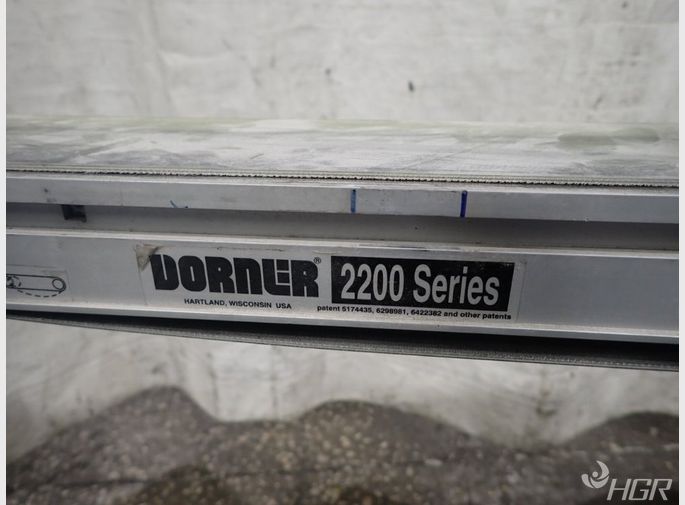 DORNER® 2200 Series
HARTLAND, WISCONSIN USA
patent 5174435, 6298981, 6422382 and other patents
HGR